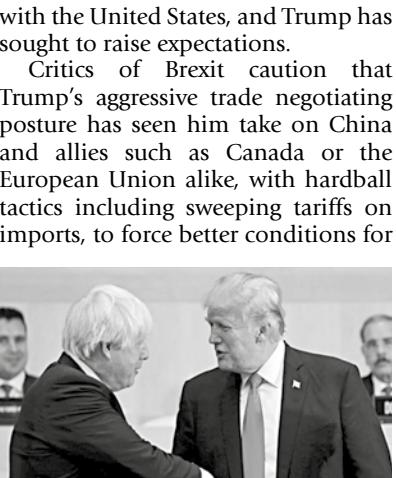 with the United States, and Trump has
sought to raise expectations.
Critics of Brexit caution that
Trump’s aggressive trade negotiating
posture has seen him take on China
and allies such as Canada or the
European Union alike, with hardball
tactics including sweeping tariffs on
imports, to force better conditions for